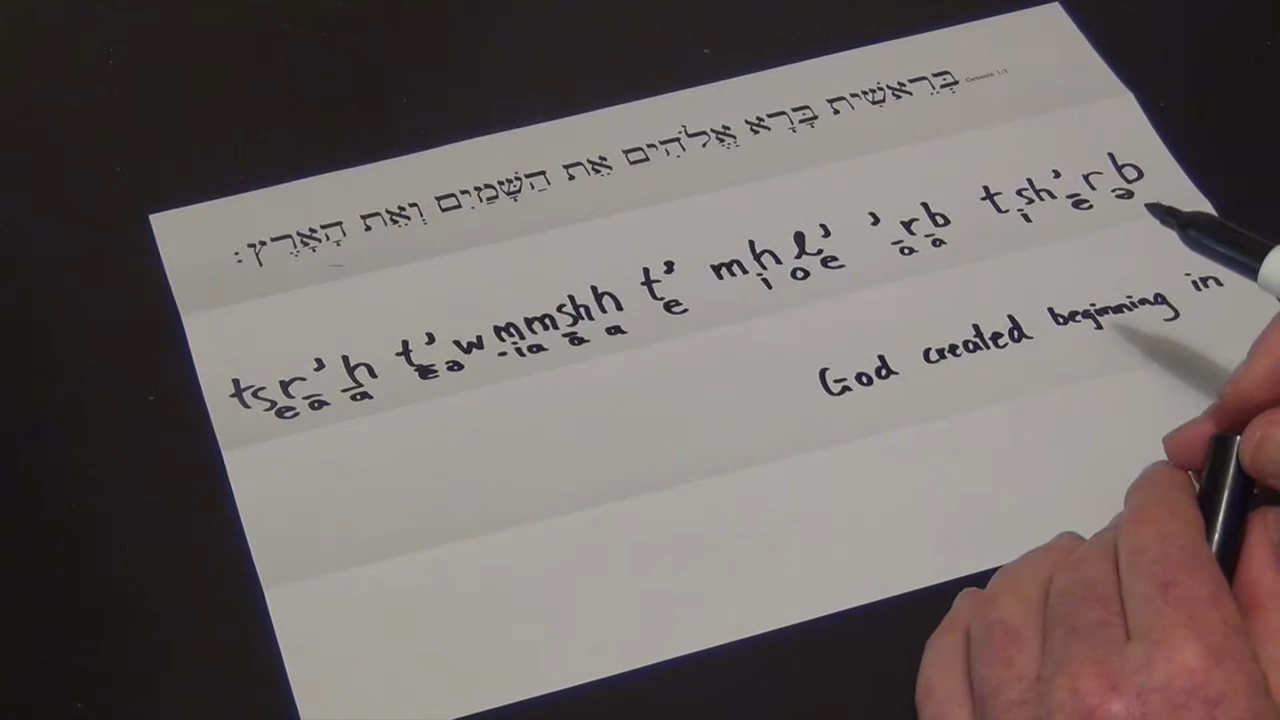 בְּרֵאשִׁית בָּרָא אֱלֹהִים אֵת הַשָּׁמַיִם וְאֵת הָאָרֶץ׃ Genesis 1:1
tsr'h t'w mmshh t' mhl' 'rb tsh'rb
e ā ā ē ə i a ā a e i o e ā ā i ē ə
God created beginning in